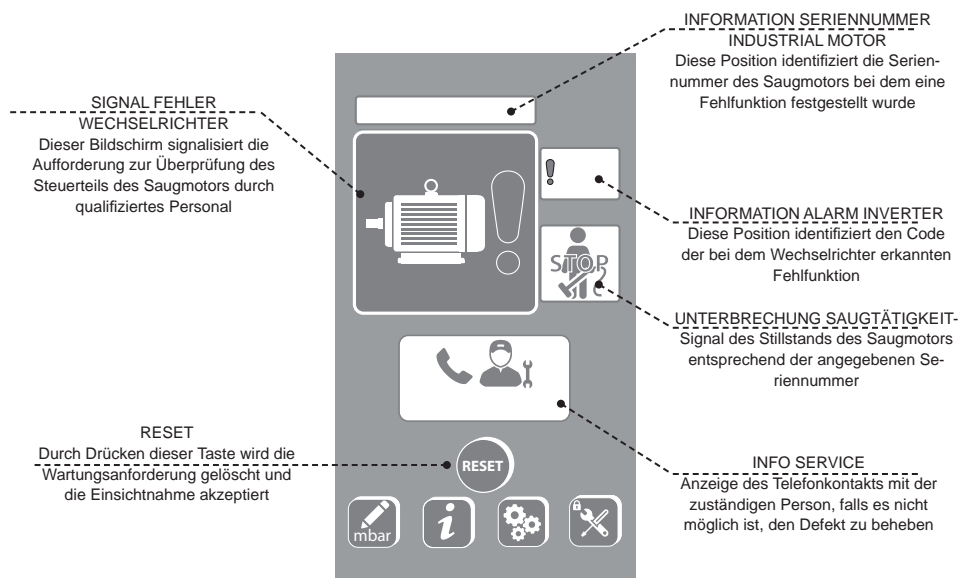 INFORMATION SERIENNUMMER
INDUSTRIAL MOTOR
Diese Position identifiziert die Serien-
nummer des Saugmotors bei dem eine
Fehlfunktion festgestellt wurde
SIGNAL FEHLER
WECHSELRICHTER
Dieser Bildschirm signalisiert die
Aufforderung zur Überprüfung des
Steuerteils des Saugmotors durch
qualifiziertes Personal
!
INFORMATION ALARM INVERTER
Diese Position identifiziert den Code
der bei dem Wechselrichter erkannten
Fehlfunktion
STOP
UNTERBRECHUNG SAUGTÄTIGKEIT-
Signal des Stillstands des Saugmotors
entsprechend der angegebenen Se-
riennummer
RESET
Durch Drücken dieser Taste wird die
Wartungsanforderung gelöscht und
die Einsichtnahme akzeptiert
RESET
INFO SERVICE
Anzeige des Telefonkontakts mit der
zuständigen Person, falls es nicht
möglich ist, den Defekt zu beheben
mbar
i